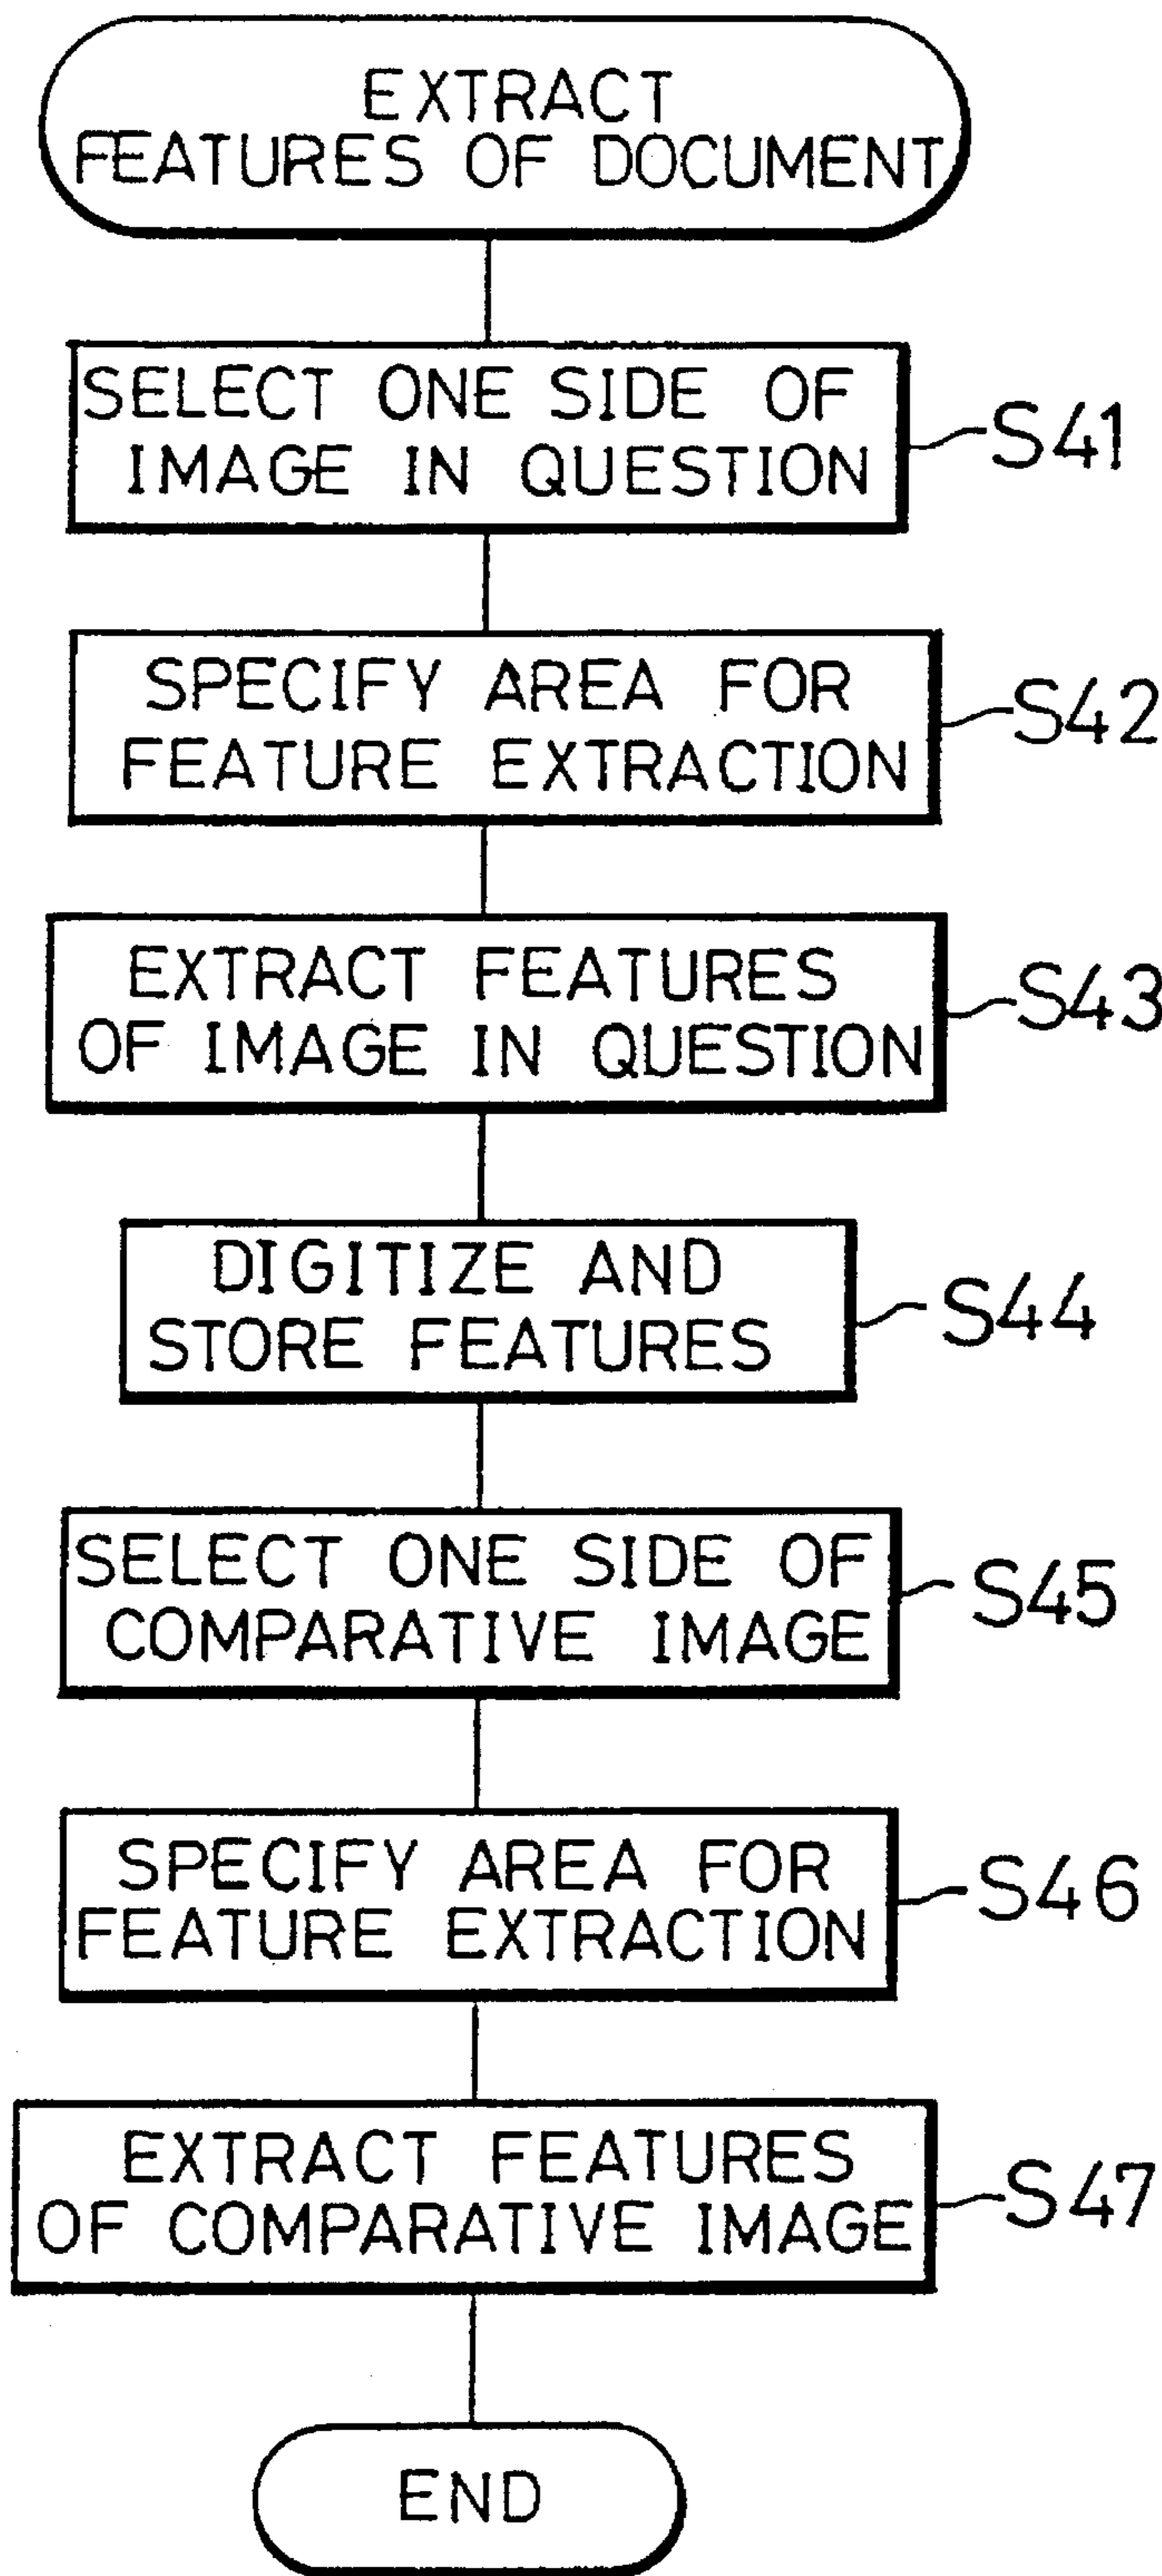 EXTRACT
FEATURES OF DOCUMENT
SELECT ONE SIDE OF
IMAGE IN QUESTION
S41
SPECIFY AREA FOR
FEATURE EXTRACTION
S42
EXTRACT FEATURES
OF IMAGE IN QUESTION
S43
DIGITIZE AND
STORE FEATURES
S44
SELECT ONE SIDE OF
COMPARATIVE IMAGE
S45
SPECIFY AREA FOR
FEATURE EXTRACTION
S46
EXTRACT FEATURES
OF COMPARATIVE IMAGE
S47
END